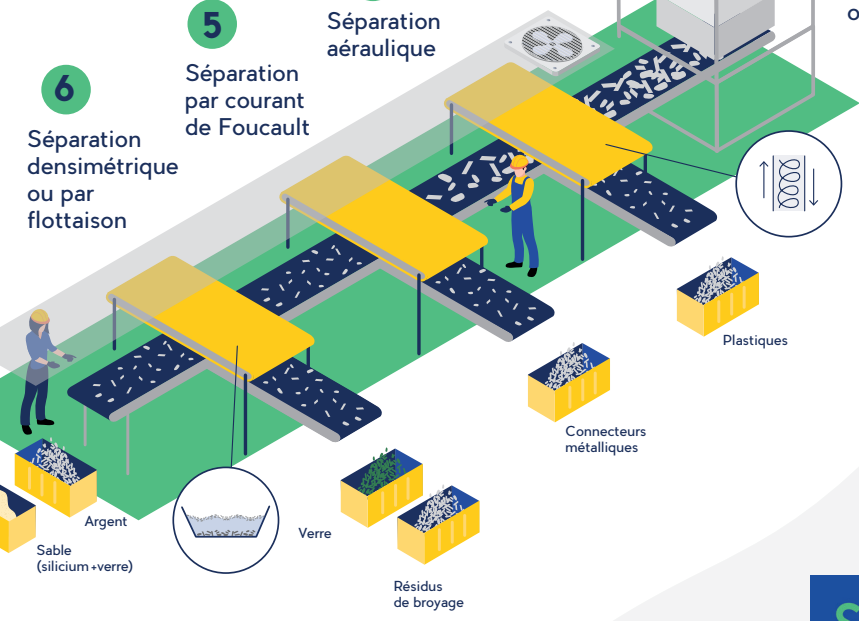 Séparation
aéraulique
5
Séparation
par courant
de Foucault
6
Séparation
densimétrique
ou par
flottaison
Plastiques
Connecteurs
métalliques
Argent
Sable
(silicium+verre)
Verre
Résidus
de broyage